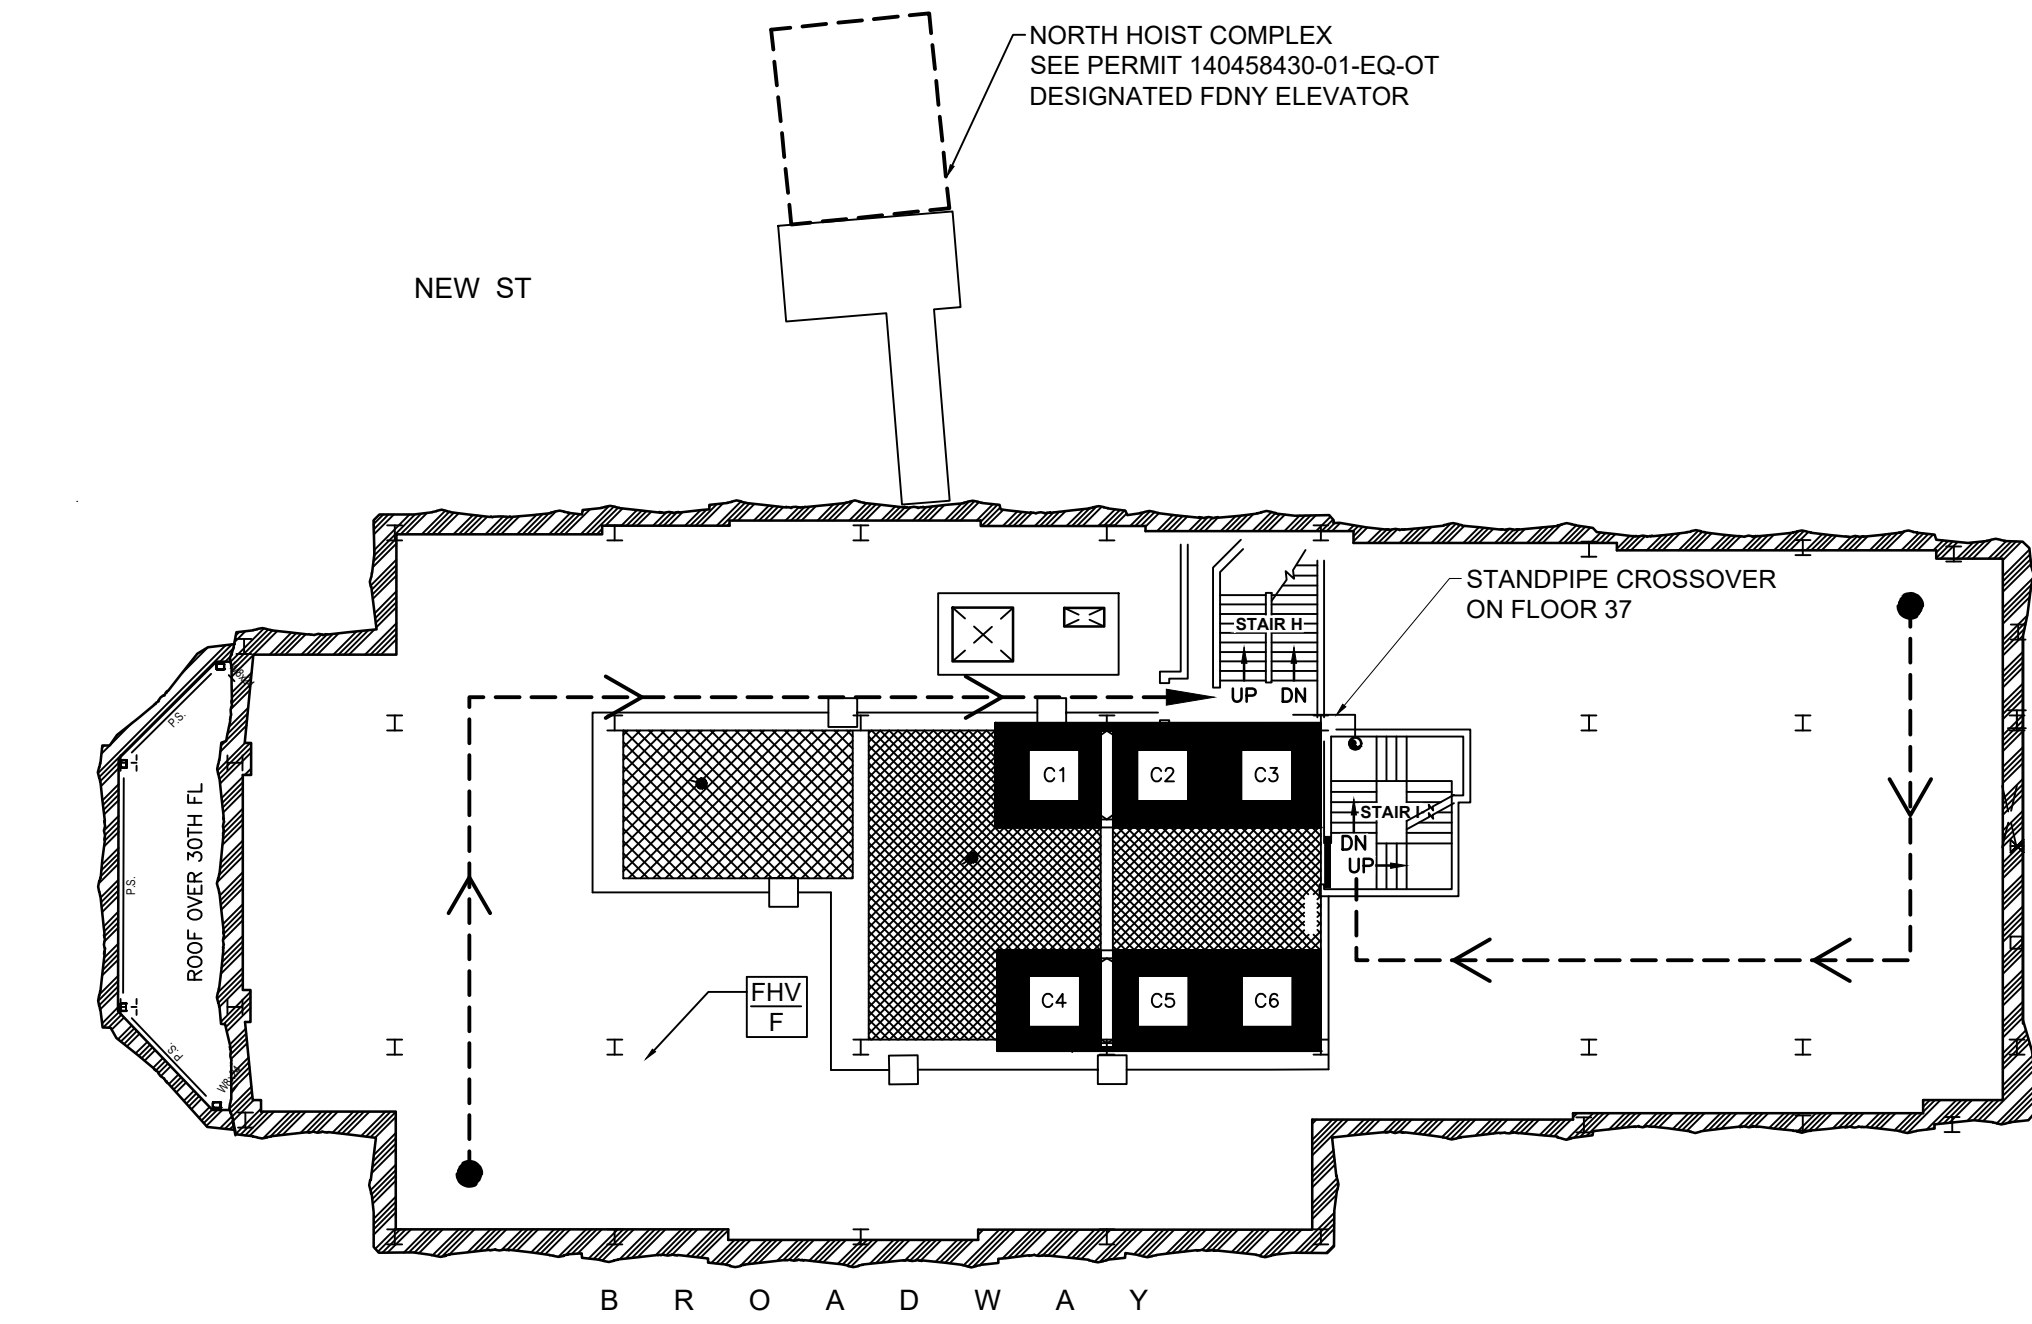 NORTH HOIST COMPLEX
SEE PERMIT 140458430-01-EQ-OT
DESIGNATED FDNY ELEVATOR
NEW ST
STANDPIPE CROSSOVER
ON FLOOR 37
STAIR H
UP DN
P.S.
C1 C2 C3
STAIR I
DN
UP
ROOF OVER 30TH FL
P.S.
FHV
F
C4 C5 C6
P.S.
B R O A D W A Y